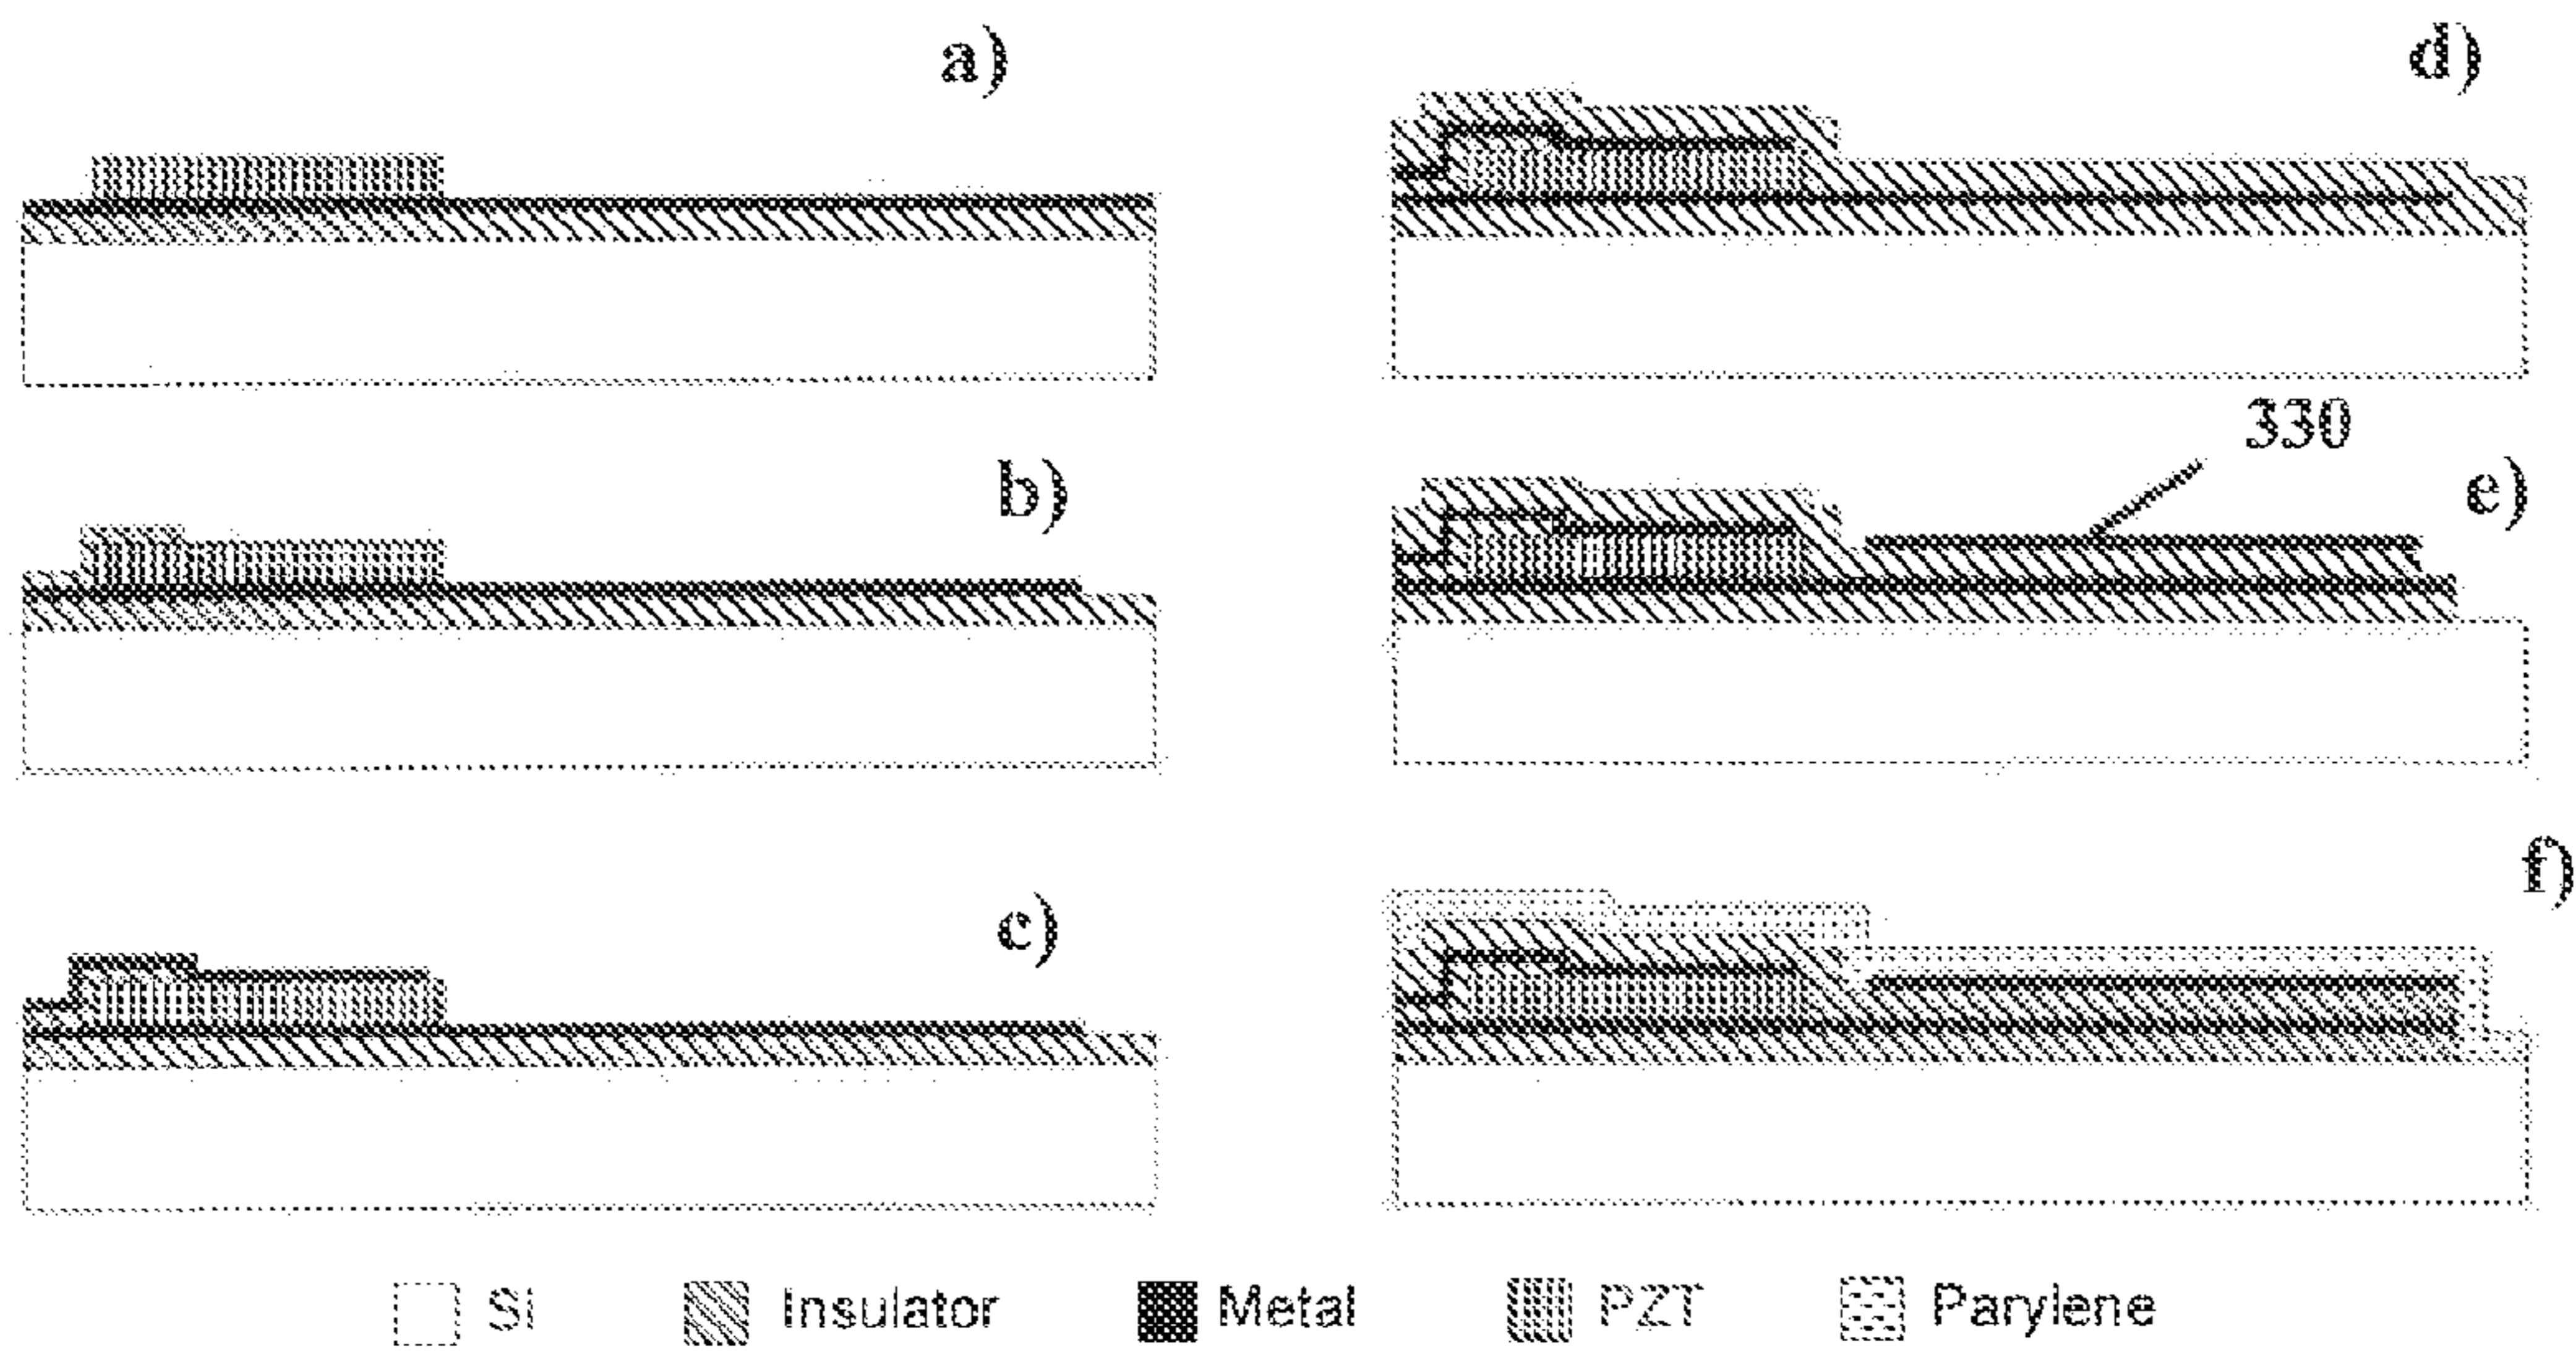 a)
b)
c)
d)
330
e)
f)
Si
Insulator
Metal
PZT
Parylene